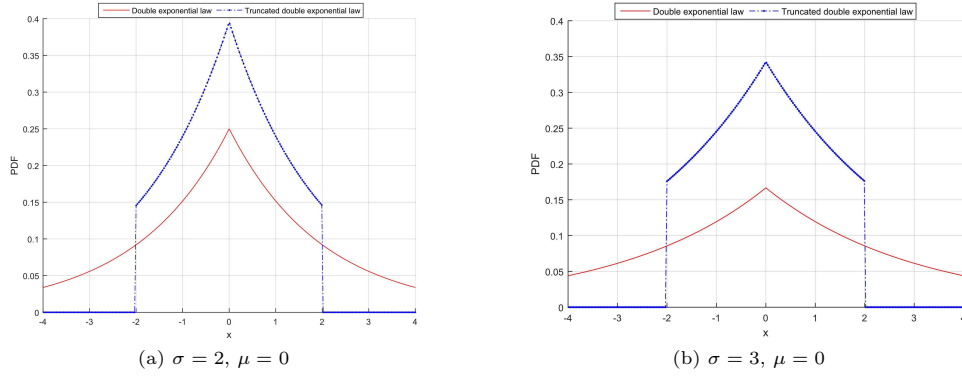 Double exponential law Truncated double exponential law
0.4
0.35
0.3
0.25
0.2
0.15
0.1
0.05
0
PDF
-4 -3 -2 -1 0 1 2 3 4
x
(a) σ = 2, μ = 0
Double exponential law Truncated double exponential law
0.4
0.35
0.3
0.25
0.2
0.15
0.1
0.05
0
PDF
-4 -3 -2 -1 0 1 2 3 4
x
(b) σ = 3, μ = 0